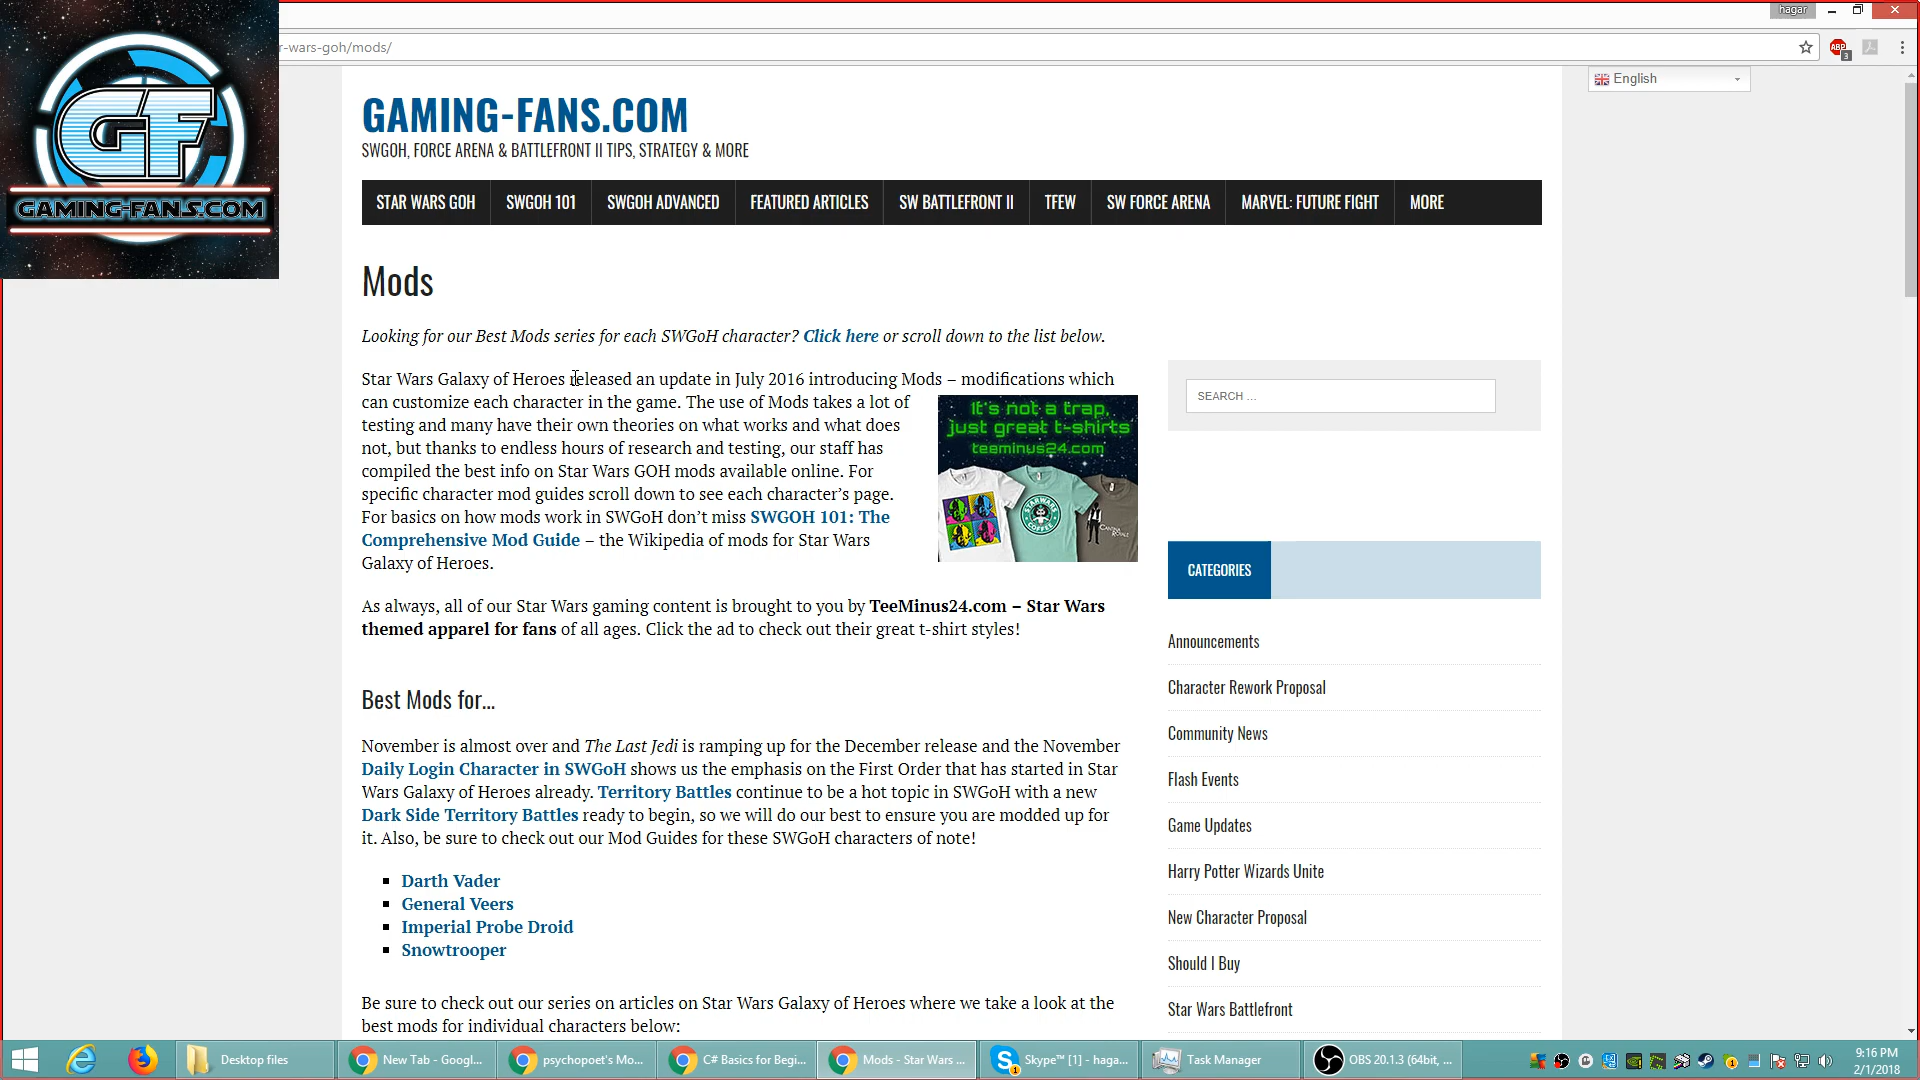 hagar
r-wars-goh/mods/
ABP
3
GF
GAMING-FANS.COM
English
GAMING-FANS.COM
SWGOH, FORCE ARENA & BATTLEFRONT II TIPS, STRATEGY & MORE
STAR WARS GOH SWGOH 101 SWGOH ADVANCED FEATURED ARTICLES SW BATTLEFRONT II TFEW SW FORCE ARENA MARVEL: FUTURE FIGHT MORE
Mods
Looking for our Best Mods series for each SWGoH character? Click here or scroll down to the list below.
Star Wars Galaxy of Heroes released an update in July 2016 introducing Mods – modifications which
can customize each character in the game. The use of Mods takes a lot of
testing and many have their own theories on what works and what does
not, but thanks to endless hours of research and testing, our staff has
compiled the best info on Star Wars GOH mods available online. For
specific character mod guides scroll down to see each character's page.
For basics on how mods work in SWGoH don't miss SWGOH 101: The
Comprehensive Mod Guide – the Wikipedia of mods for Star Wars
Galaxy of Heroes.
It's not a trap,
just great t-shirts
teeminus24.com
STAR WARS
COFFEE
CANTINA
ROYALE
As always, all of our Star Wars gaming content is brought to you by TeeMinus24.com – Star Wars
themed apparel for fans of all ages. Click the ad to check out their great t-shirt styles!
Best Mods for...
November is almost over and The Last Jedi is ramping up for the December release and the November
Daily Login Character in SWGoH shows us the emphasis on the First Order that has started in Star
Wars Galaxy of Heroes already. Territory Battles continue to be a hot topic in SWGoH with a new
Dark Side Territory Battles ready to begin, so we will do our best to ensure you are modded up for
it. Also, be sure to check out our Mod Guides for these SWGoH characters of note!
Darth Vader
General Veers
Imperial Probe Droid
Snowtrooper
Be sure to check out our series on articles on Star Wars Galaxy of Heroes where we take a look at the
best mods for individual characters below:
SEARCH ...
CATEGORIES
Announcements
Character Rework Proposal
Community News
Flash Events
Game Updates
Harry Potter Wizards Unite
New Character Proposal
Should I Buy
Star Wars Battlefront
Desktop files
New Tab - Googl...
psychopoet's Mo...
C# Basics for Begi...
Mods - Star Wars ...
Skype™ [1] - haga...
Task Manager
OBS 20.1.3 (64bit, ...
9:16 PM
2/1/2018